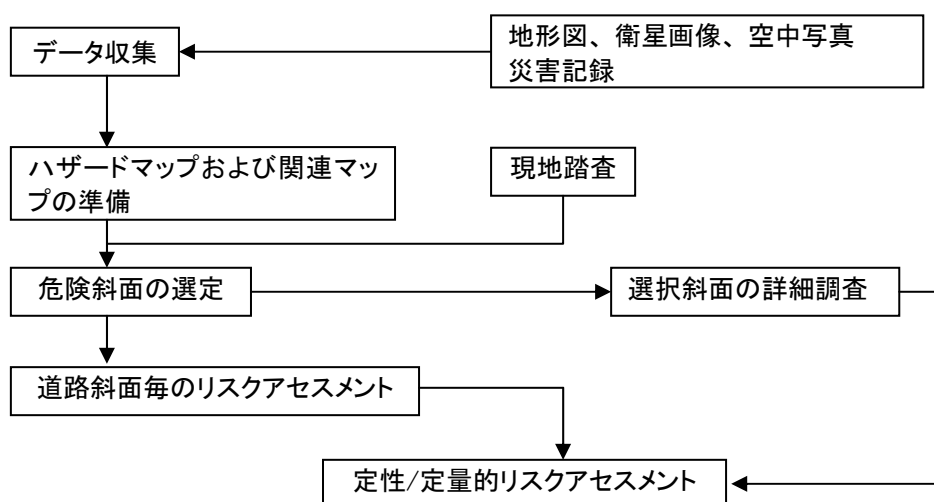 データ収集
地形図、衛星画像、空中写真
災害記録
ハザードマップおよび関連マッ
プの準備
現地踏査
危険斜面の選定
選択斜面の詳細調査
道路斜面毎のリスクアセスメント
定性/定量的リスクアセスメント